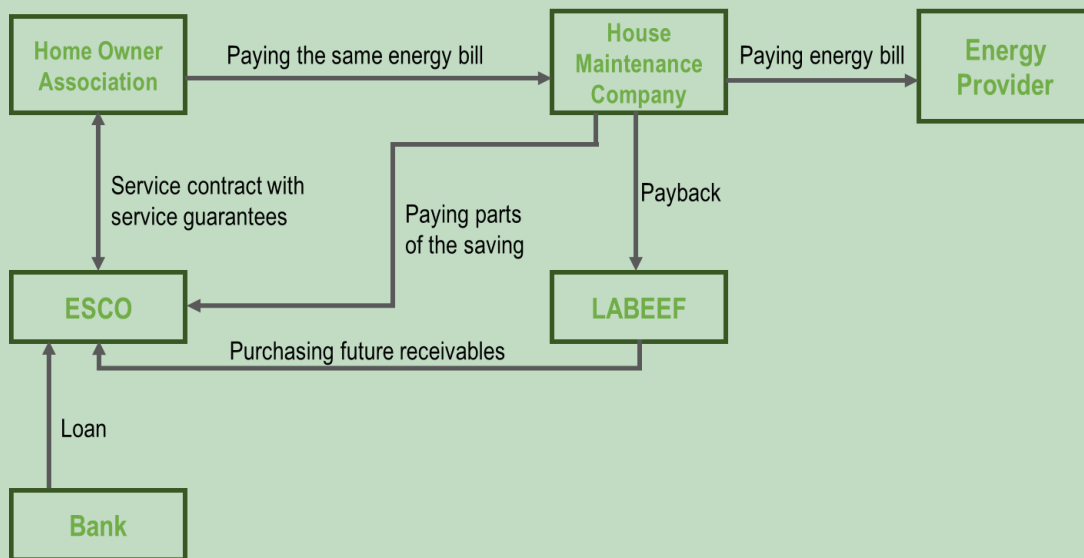 Home Owner
Association
Paying the same energy bill
House
Maintenance
Company
Paying energy bill
Energy
Provider
Service contract with
service guarantees
Paying parts
of the saving
Payback
ESCO
LABEEF
Purchasing future receivables
Loan
Bank